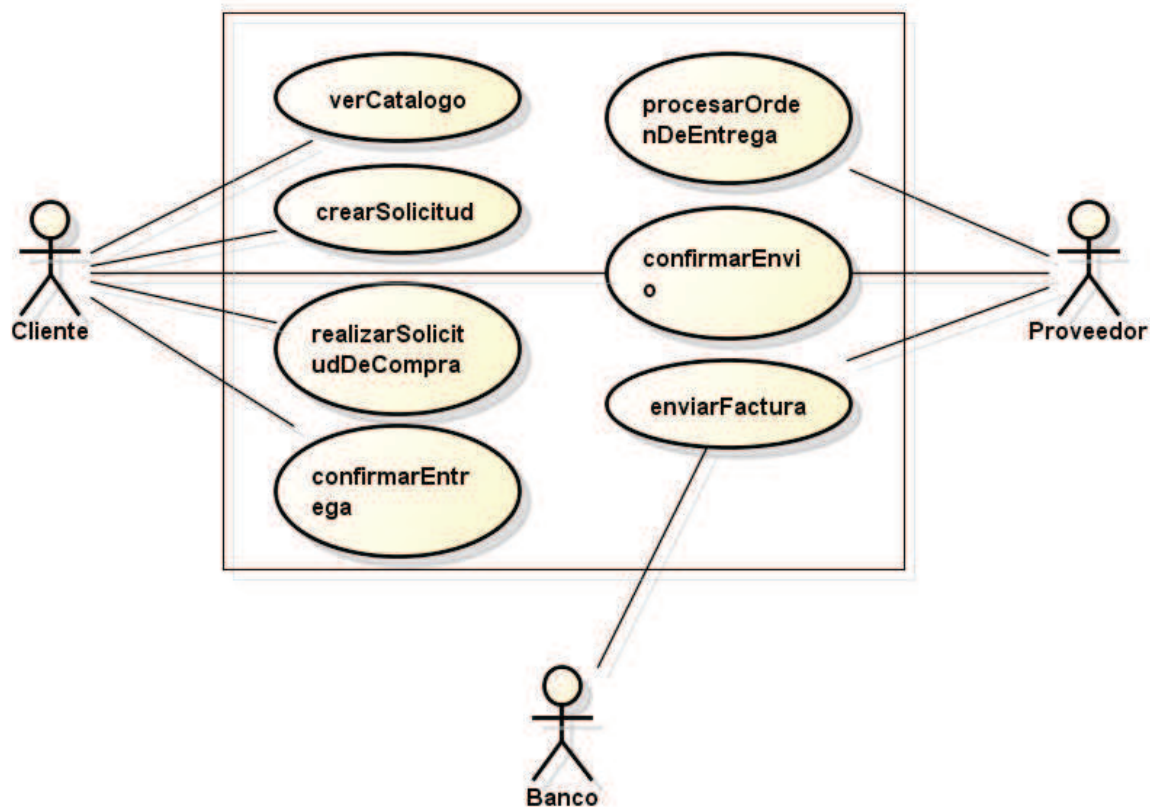 verCatalogo
procesarOrde
nDeEntrega
crearSolicitud
confirmarEnvi
o
Cliente
Proveedor
realizarSolicit
udDeCompra
enviarFactura
confirmarEntr
ega
Banco